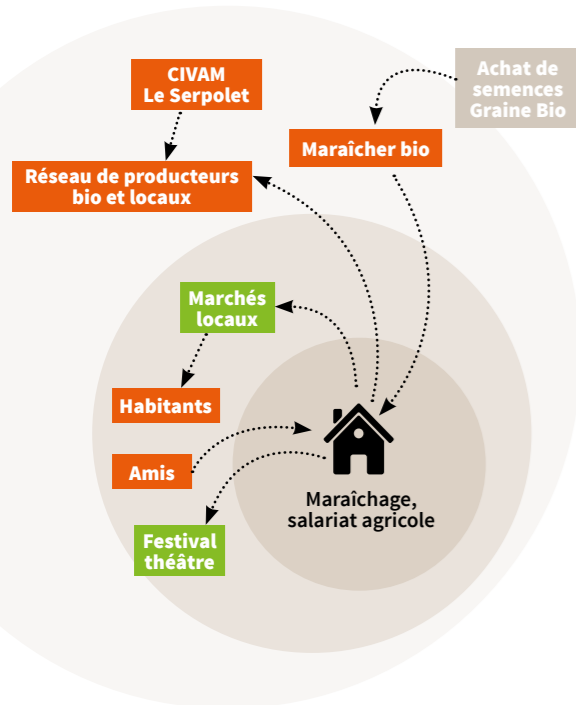 CIVAM
Le Serpolet
Achat de
semences
Graine Bio
Maraîcher bio
Réseau de producteurs
bio et locaux
Marchés
locaux
Habitants
Amis
Festival
théâtre
Maraîchage,
salariat agricole